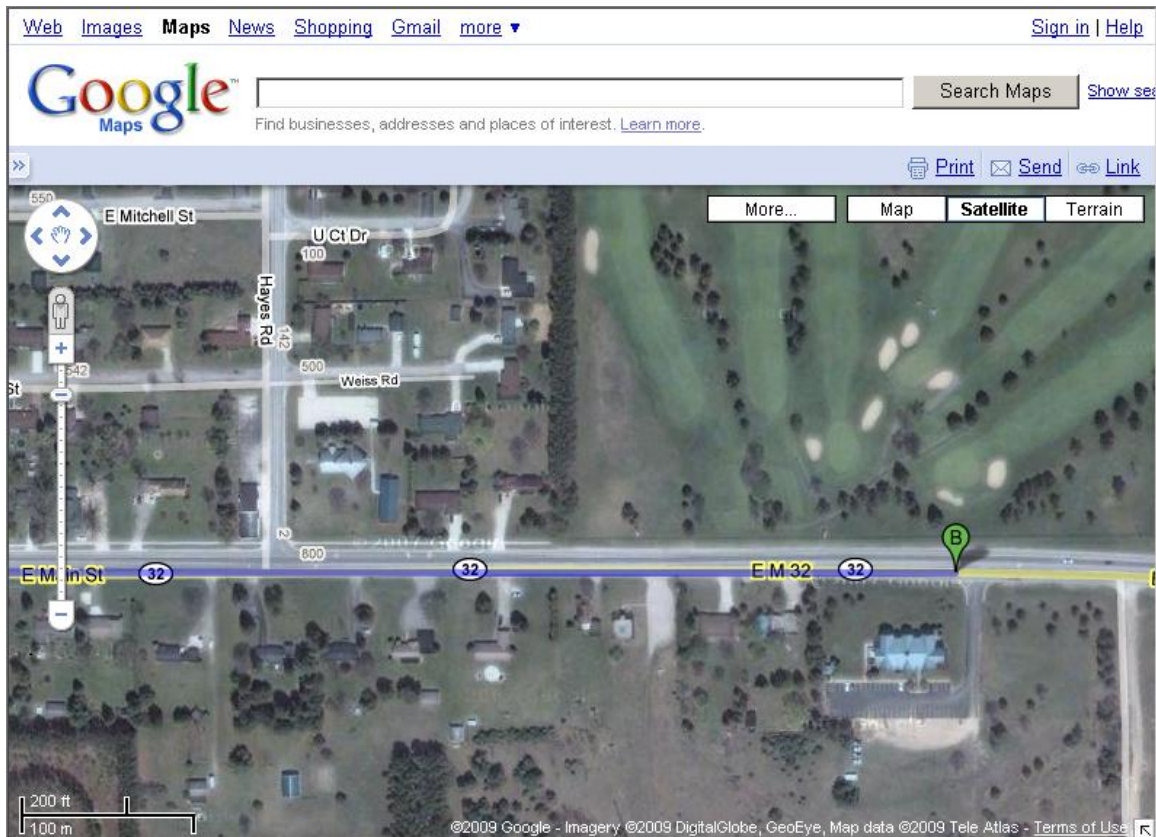 Web Images Maps News Shopping Gmail more ▼ Sign in | Help
Google™
Maps
Search Maps
Show sea
Find businesses, addresses and places of interest. Learn more.
» Print Send Link
550
E Mitchell St
More... Map Satellite Terrain
U Ct Dr
100
Hayes Rd
142
542
500
Weiss Rd
St
2
800
B
E M in St 32 32 E M 32 32
200 ft
100 m
©2009 Google - Imagery ©2009 DigitalGlobe, GeoEye, Map data ©2009 Tele Atlas - Terms of Use